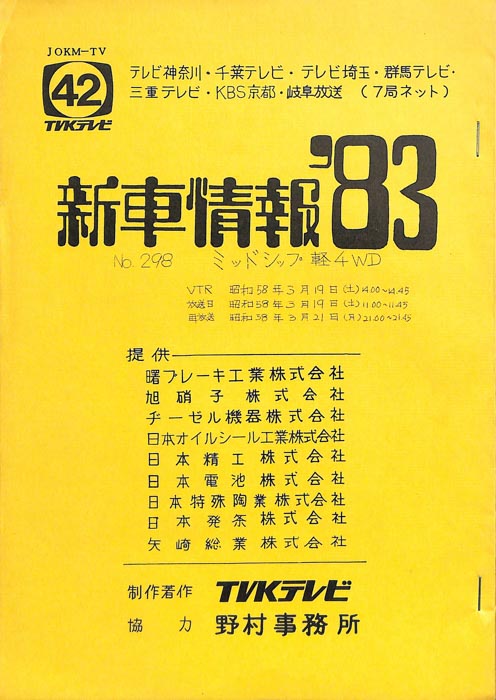 JOKM-TV
42
TVKテレビ
テレビ神奈川・千葉テレビ・テレビ埼玉・群馬テレビ・
三重テレビ・KBS京都・岐阜放送 (7局ネット)
新車情報'83
No. 298 ミッドシップ 軽4WD
VTR 昭和58年3月19日(土)14:00~14:45
放送日 昭和58年3月19日(土)11:00~11:45
再放送 昭和58年3月21日(月)21:00~21:45
提供
曙ブレーキ工業株式会社
旭硝子株式会社
ヂーゼル機器株式会社
日本オイルシール工業株式会社
日本精工株式会社
日本電池株式会社
日本特殊陶業株式会社
日本発条株式会社
矢崎総業株式会社
制作著作 TVKテレビ
協力 野村事務所